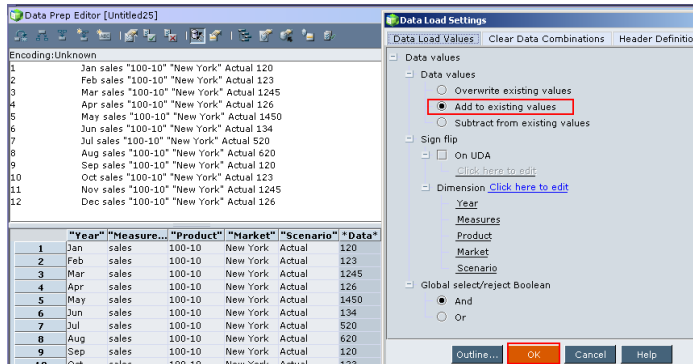 Data Prep Editor [Untitled25]
Encoding:Unknown
1 Jan sales "100-10" "New York" Actual 120
2 Feb sales "100-10" "New York" Actual 123
3 Mar sales "100-10" "New York" Actual 1245
4 Apr sales "100-10" "New York" Actual 126
5 May sales "100-10" "New York" Actual 1450
6 Jun sales "100-10" "New York" Actual 134
7 Jul sales "100-10" "New York" Actual 520
8 Aug sales "100-10" "New York" Actual 620
9 Sep sales "100-10" "New York" Actual 120
10 Oct sales "100-10" "New York" Actual 123
11 Nov sales "100-10" "New York" Actual 1245
12 Dec sales "100-10" "New York" Actual 126
"Year" "Measure... "Product" "Market" "Scenario" *Data*
1 Jan sales 100-10 New York Actual 120
2 Feb sales 100-10 New York Actual 123
3 Mar sales 100-10 New York Actual 1245
4 Apr sales 100-10 New York Actual 126
5 May sales 100-10 New York Actual 1450
6 Jun sales 100-10 New York Actual 134
7 Jul sales 100-10 New York Actual 520
8 Aug sales 100-10 New York Actual 620
9 Sep sales 100-10 New York Actual 120
10 Oct sales 100-10 New York Actual 123
Data Load Settings
Data Load Values Clear Data Combinations Header Definitio
Data values
Data values
Overwrite existing values
Add to existing values
Subtract from existing values
Sign flip
On UDA
Click here to edit
Dimension Click here to edit
Year
Measures
Product
Market
Scenario
Global select/reject Boolean
And
Or
Outline... OK Cancel Help